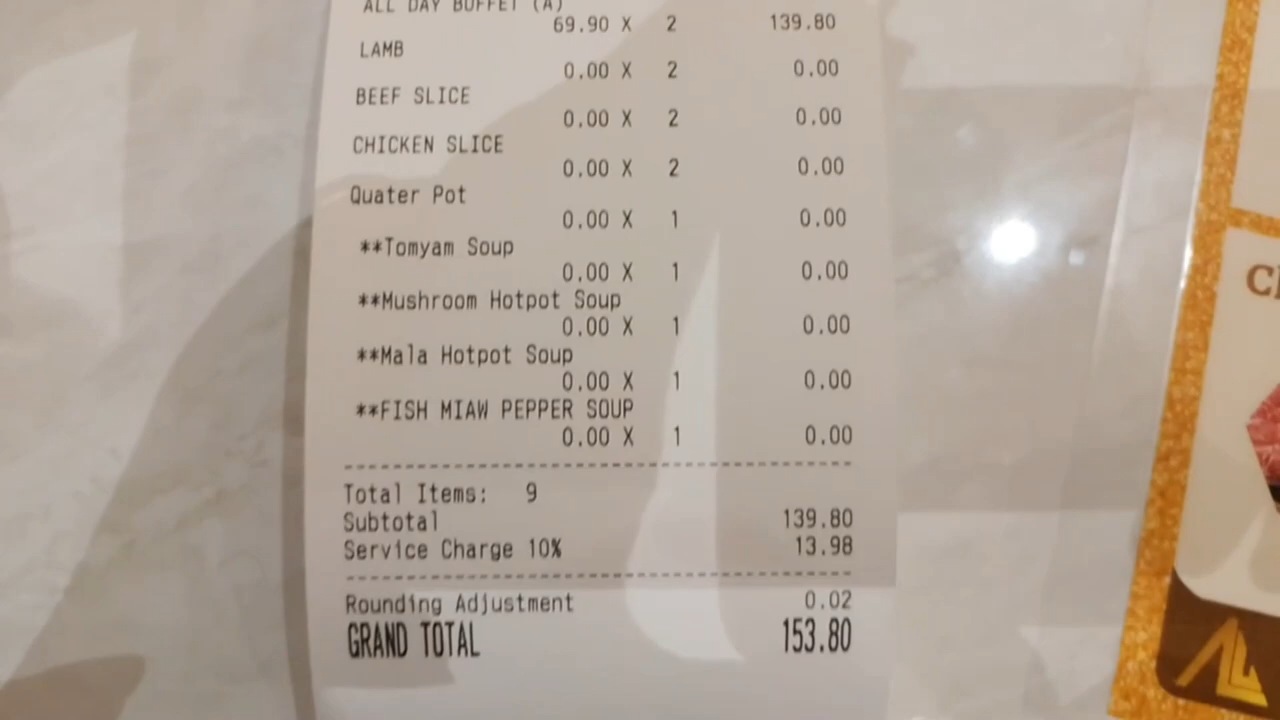 ALL DAY BUFFET (A)
69.90 X 2 139.80
LAMB
0.00 X 2 0.00
BEEF SLICE
0.00 X 2 0.00
CHICKEN SLICE
0.00 X 2 0.00
Quater Pot
0.00 X 1 0.00
**Tomyam Soup
0.00 X 1 0.00
**Mushroom Hotpot Soup
0.00 X 1 0.00
**Mala Hotpot Soup
0.00 X 1 0.00
**FISH MIAW PEPPER SOUP
0.00 X 1 0.00
Total Items: 9
Subtotal 139.80
Service Charge 10% 13.98
Rounding Adjustment 0.02
GRAND TOTAL 153.80